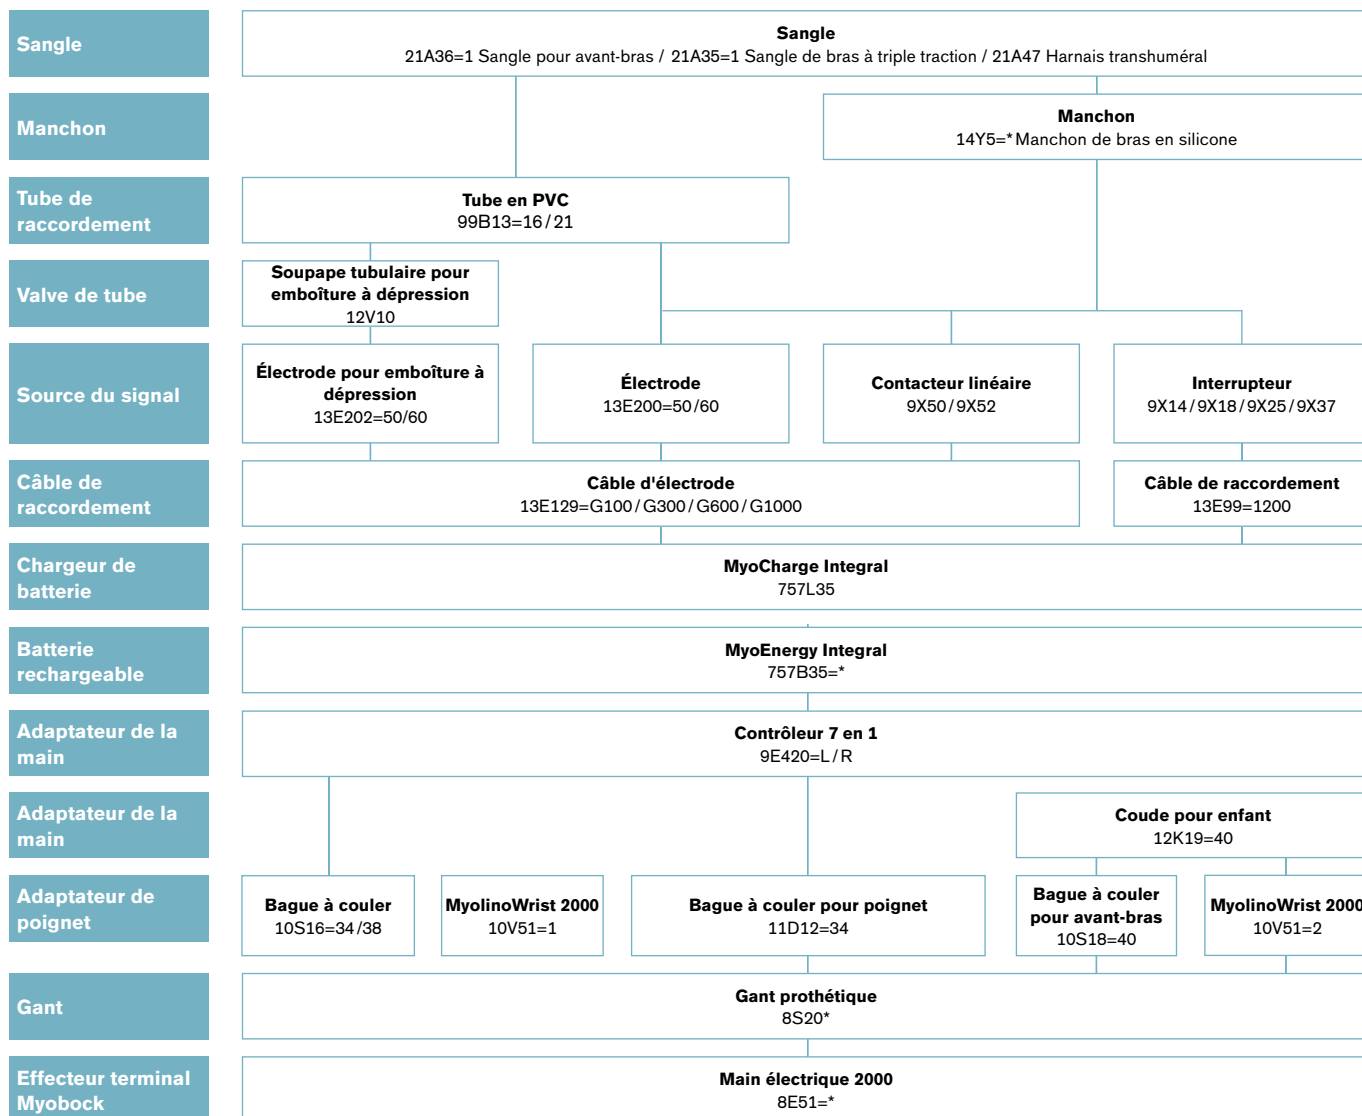 Sangle
Sangle
21A36=1 Sangle pour avant-bras / 21A35=1 Sangle de bras à triple traction / 21A47 Harnais transhuméral
Manchon
Manchon
14Y5=* Manchon de bras en silicone
Tube de
raccordement
Tube en PVC
99B13=16 / 21
Valve de tube
Soupape tubulaire pour
emboîture à dépression
12V10
Source du signal
Électrode pour emboîture à
dépression
13E202=50/60
Électrode
13E200=50 / 60
Contacteur linéaire
9X50 / 9X52
Interrupteur
9X14 / 9X18 / 9X25 / 9X37
Câble de
raccordement
Câble d'électrode
13E129=G100 / G300 / G600 / G1000
Câble de raccordement
13E99=1200
Chargeur de
batterie
MyoCharge Integral
757L35
Batterie
rechargeable
MyoEnergy Integral
757B35=*
Adaptateur de la
main
Contrôleur 7 en 1
9E420=L / R
Adaptateur de la
main
Coude pour enfant
12K19=40
Adaptateur de
poignet
Bague à couler
10S16=34 /38
MyolinoWrist 2000
10V51=1
Bague à couler pour poignet
11D12=34
Bague à couler
pour avant-bras
10S18=40
MyolinoWrist 2000
10V51=2
Gant
Gant prothétique
8S20*
Effecteur terminal
Myobock
Main électrique 2000
8E51=*